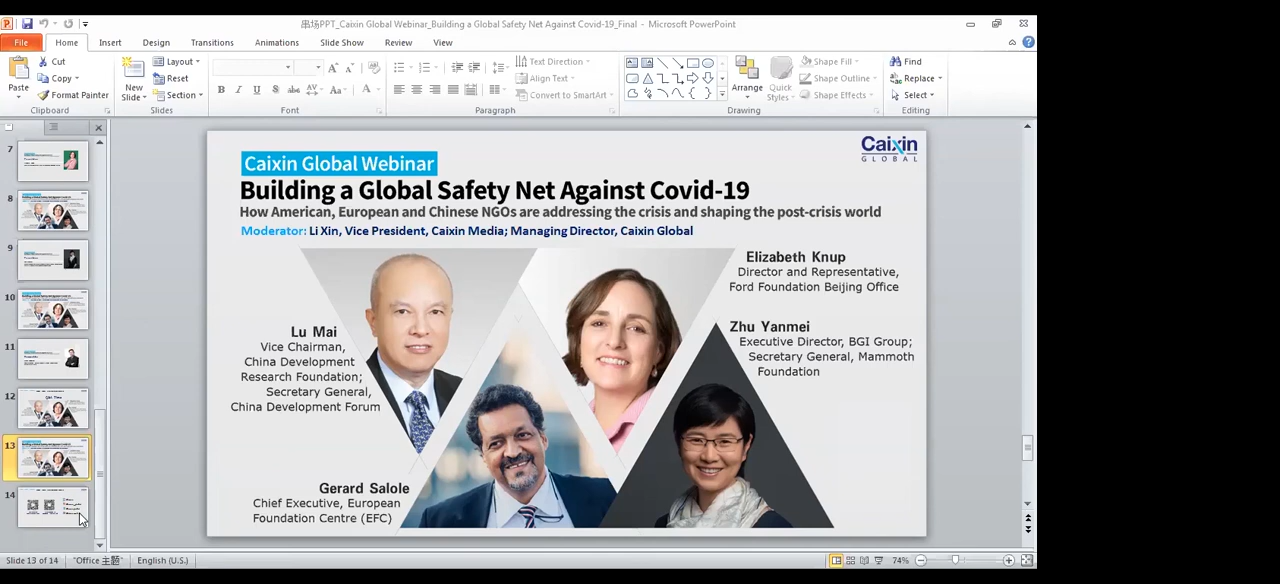 串场PPT_Caixin Global Webinar_Building a Global Safety Net Against Covid-19_Final - Microsoft PowerPoint
File Home Insert Design Transitions Animations Slide Show Review View
Paste
Cut
Copy
Format Painter
Clipboard
New Slide
Layout
Reset
Section
Slides
B I U S abc AV Aa A
Font
Text Direction
Align Text
Convert to SmartArt
Paragraph
Arrange
Quick Styles
Shape Fill
Shape Outline
Shape Effects
Drawing
Find
Replace
Select
Editing
7
8
9
10
11
12
13
14
Caixin
GLOBAL
Caixin Global Webinar
Building a Global Safety Net Against Covid-19
How American, European and Chinese NGOs are addressing the crisis and shaping the post-crisis world
Moderator: Li Xin, Vice President, Caixin Media; Managing Director, Caixin Global
Lu Mai
Vice Chairman,
China Development
Research Foundation;
Secretary General,
China Development Forum
Elizabeth Knup
Director and Representative,
Ford Foundation Beijing Office
Zhu Yanmei
Executive Director, BGI Group;
Secretary General, Mammoth
Foundation
Gerard Salole
Chief Executive, European
Foundation Centre (EFC)
Slide 13 of 14 "Office 主题" English (U.S.) 74%